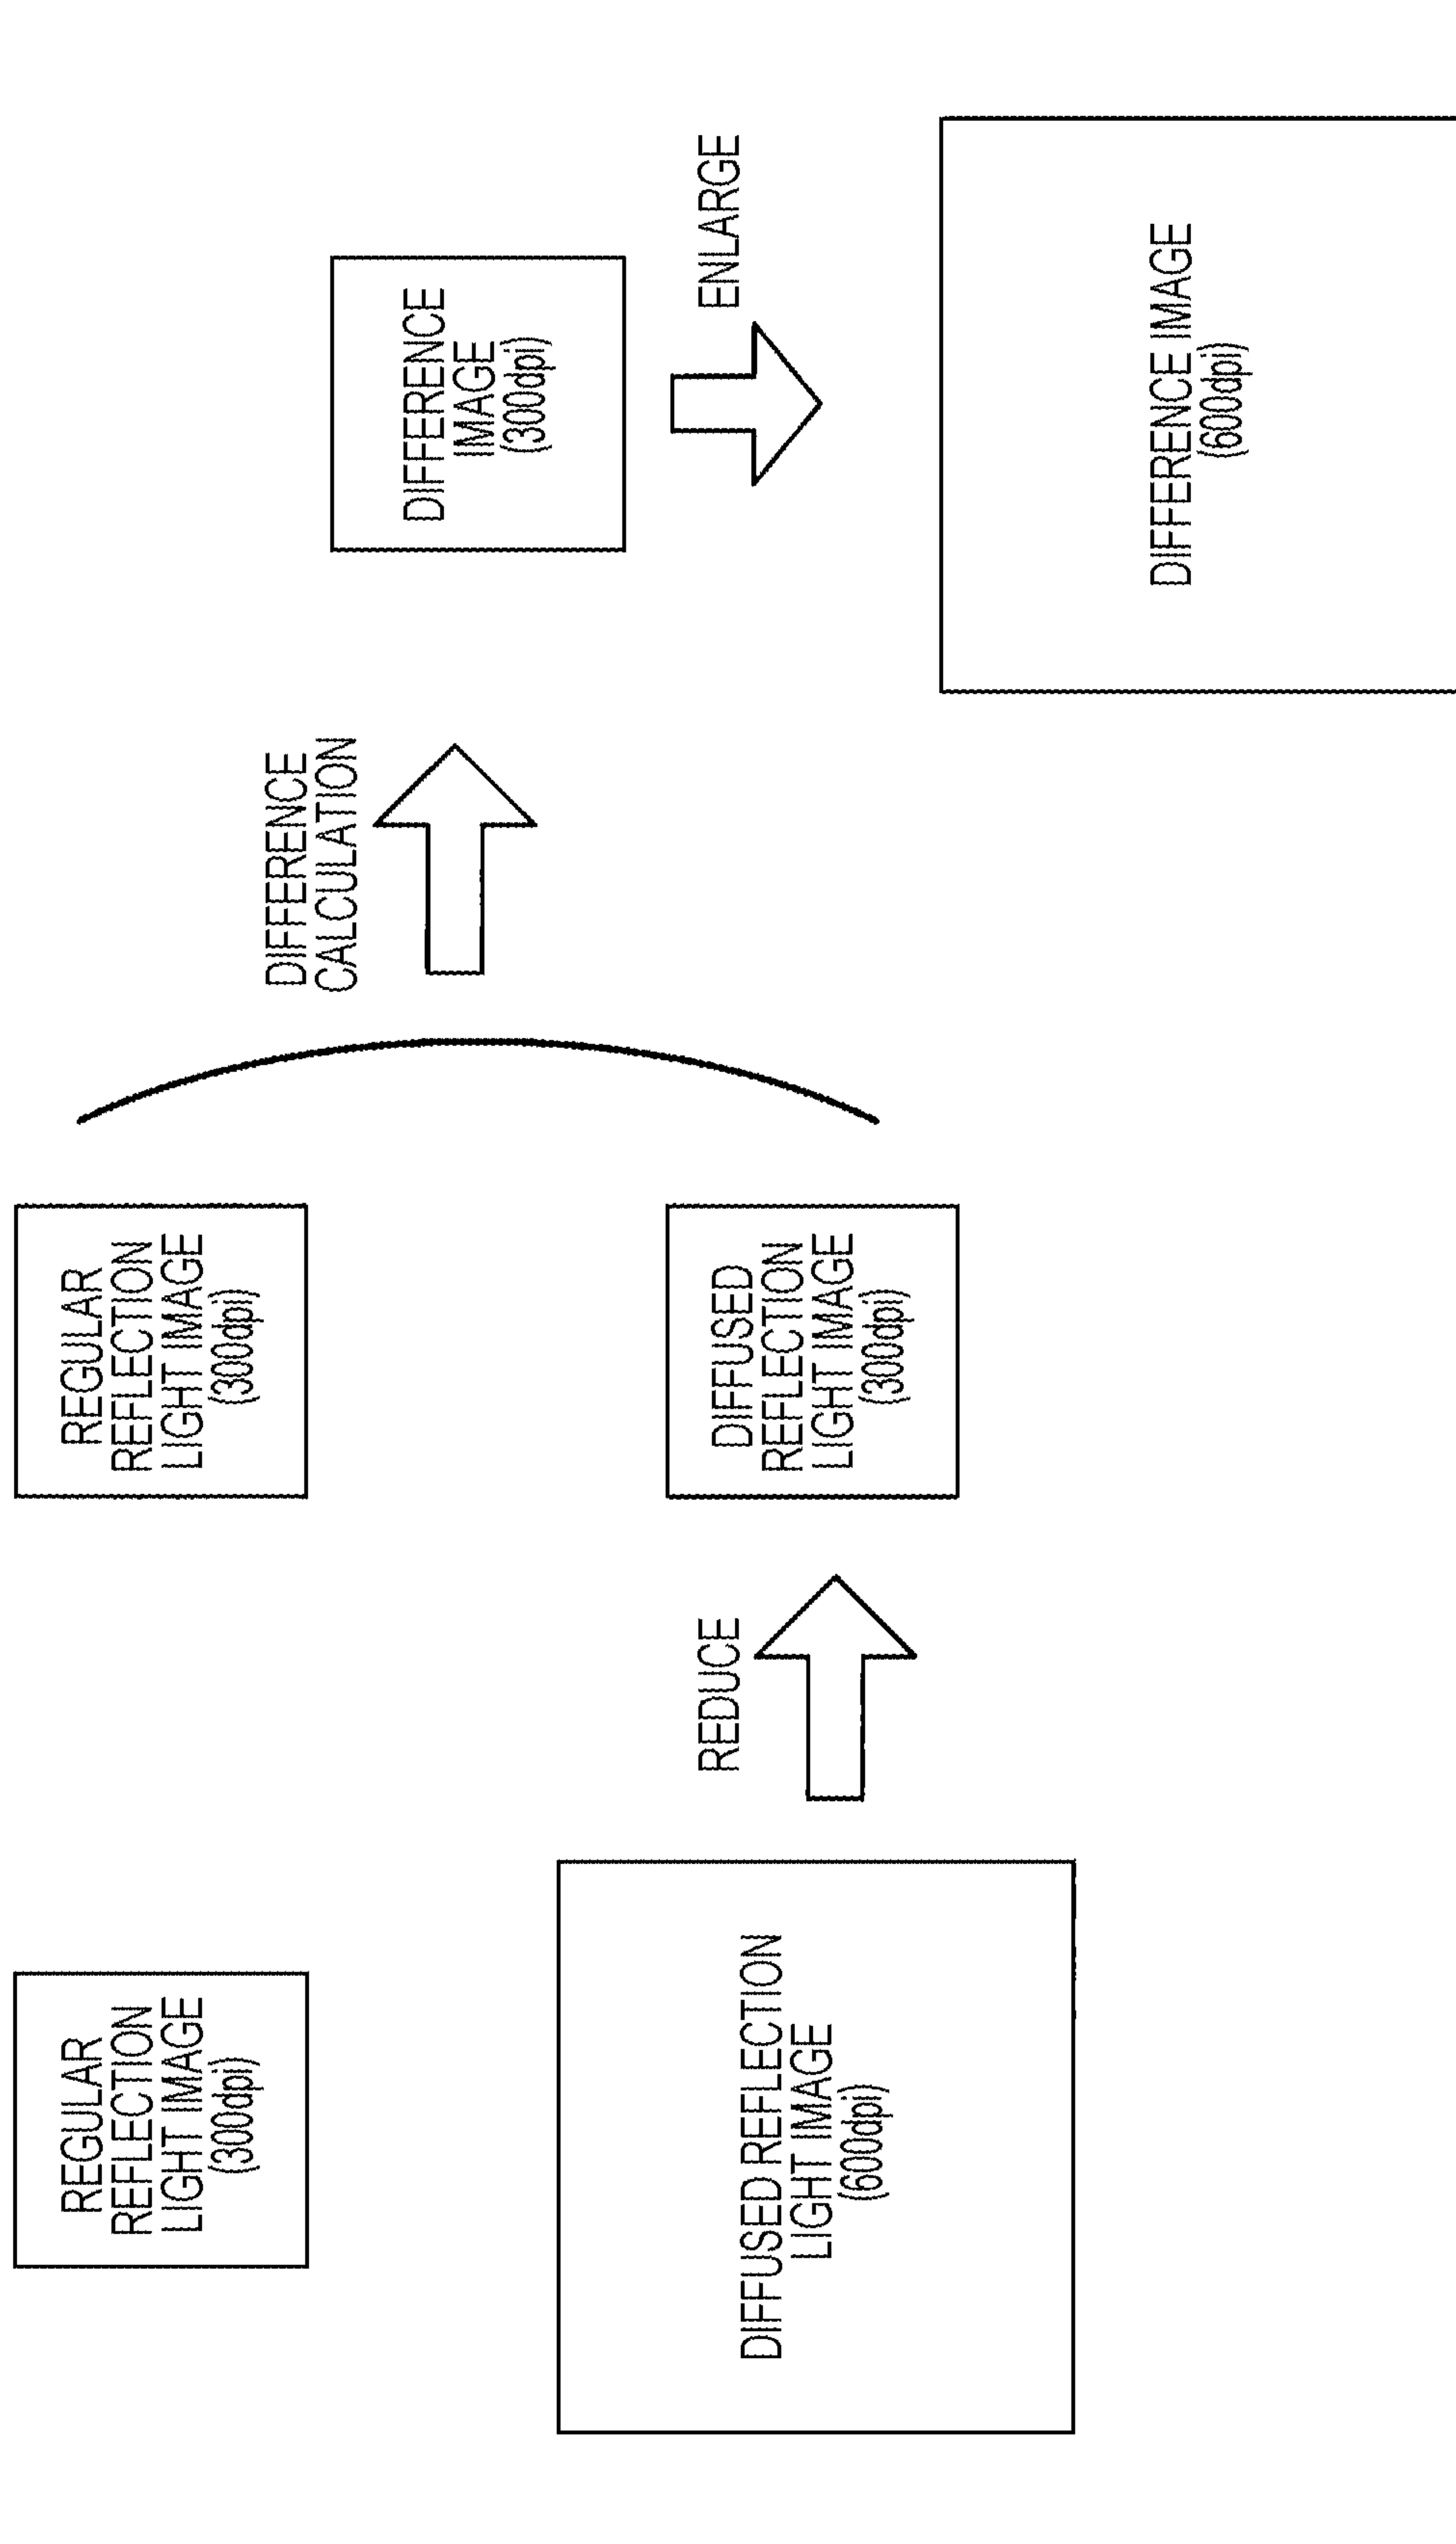 REGULAR
REFLECTION
LIGHT IMAGE
(300dpi)
DIFFUSED REFLECTION
LIGHT IMAGE
(600dpi)
REDUCE
REGULAR
REFLECTION
LIGHT IMAGE
(300dpi)
DIFFUSED
REFLECTION
LIGHT IMAGE
(300dpi)
DIFFERENCE
CALCULATION
DIFFERENCE
IMAGE
(300dpi)
ENLARGE
DIFFERENCE IMAGE
(600dpi)